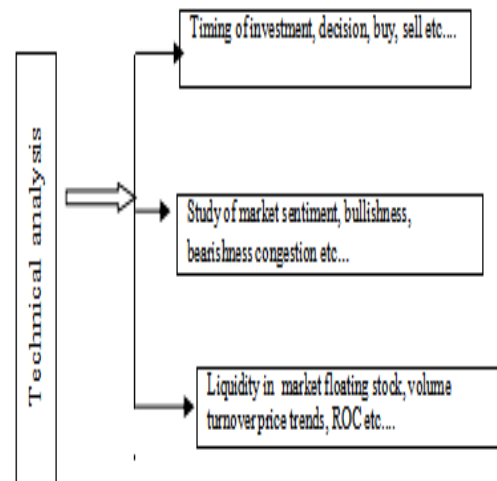 Technical analysis
Timing of investment, decision, buy, sell etc....
Study of market sentiment, bullishness,
bearishness congestion etc...
Liquidity in market floating stock, volume
turnover price trends, ROC etc....